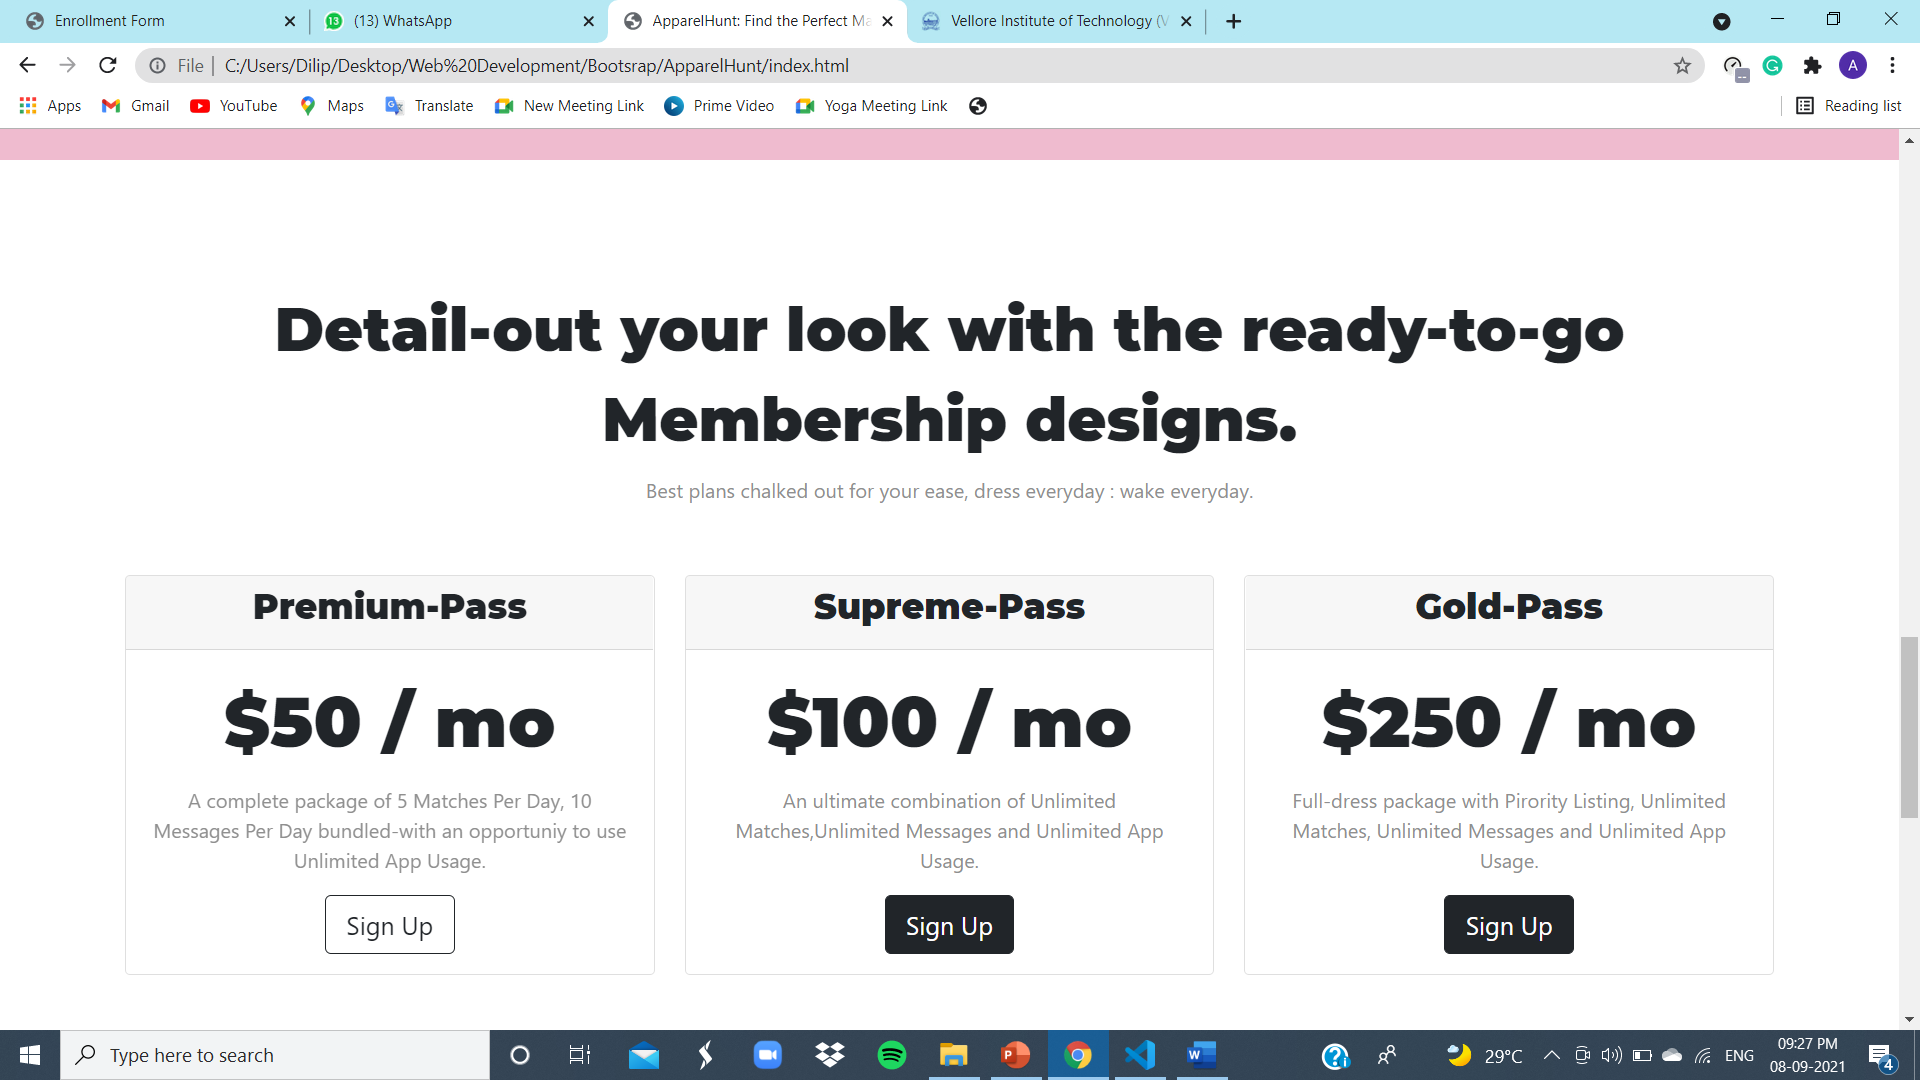 Enrollment Form
13 (13) WhatsApp
ApparelHunt: Find the Perfect Ma
Vellore Institute of Technology (V
File | C:/Users/Dilip/Desktop/Web%20Development/Bootsrap/ApparelHunt/index.html
A
Apps Gmail YouTube Maps Translate New Meeting Link Prime Video Yoga Meeting Link Reading list
Detail-out your look with the ready-to-go
Membership designs.
Best plans chalked out for your ease, dress everyday : wake everyday.
Premium-Pass
$50 / mo
A complete package of 5 Matches Per Day, 10
Messages Per Day bundled-with an opportuniy to use
Unlimited App Usage.
Sign Up
Supreme-Pass
$100 / mo
An ultimate combination of Unlimited
Matches,Unlimited Messages and Unlimited App
Usage.
Sign Up
Gold-Pass
$250 / mo
Full-dress package with Pirority Listing, Unlimited
Matches, Unlimited Messages and Unlimited App
Usage.
Sign Up
Type here to search
29°C
ENG
09:27 PM
08-09-2021
4